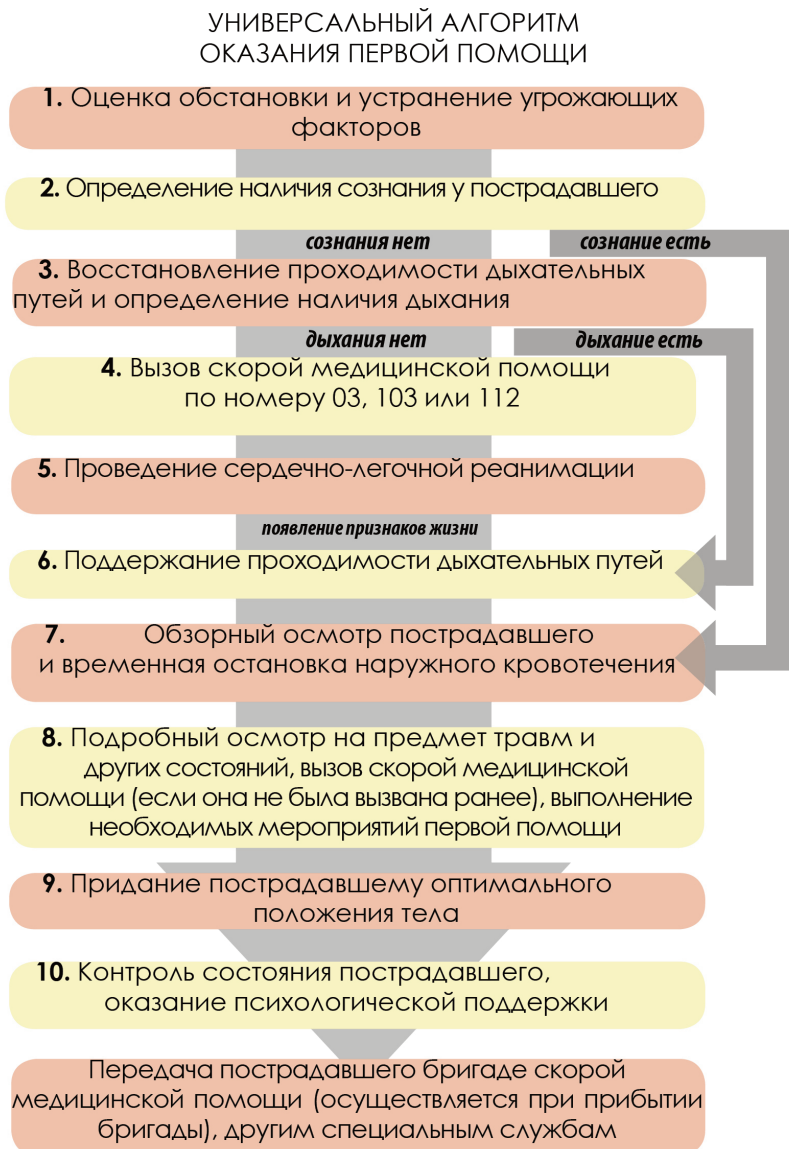 УНИВЕРСАЛЬНЫЙ АЛГОРИТМ
ОКАЗАНИЯ ПЕРВОЙ ПОМОЩИ
1. Оценка обстановки и устранение угрожающих
факторов
2. Определение наличия сознания у пострадавшего
сознания нет
сознание есть
3. Восстановление проходимости дыхательных
путей и определение наличия дыхания
дыхания нет
дыхание есть
4. Вызов скорой медицинской помощи
по номеру 03, 103 или 112
5. Проведение сердечно-легочной реанимации
появление признаков жизни
6. Поддержание проходимости дыхательных путей
7. Обзорный осмотр пострадавшего
и временная остановка наружного кровотечения
8. Подробный осмотр на предмет травм и
других состояний, вызов скорой медицинской
помощи (если она не была вызвана ранее), выполнение
необходимых мероприятий первой помощи
9. Придание пострадавшему оптимального
положения тела
10. Контроль состояния пострадавшего,
оказание психологической поддержки
Передача пострадавшего бригаде скорой
медицинской помощи (осуществляется при прибытии
бригады), другим специальным службам